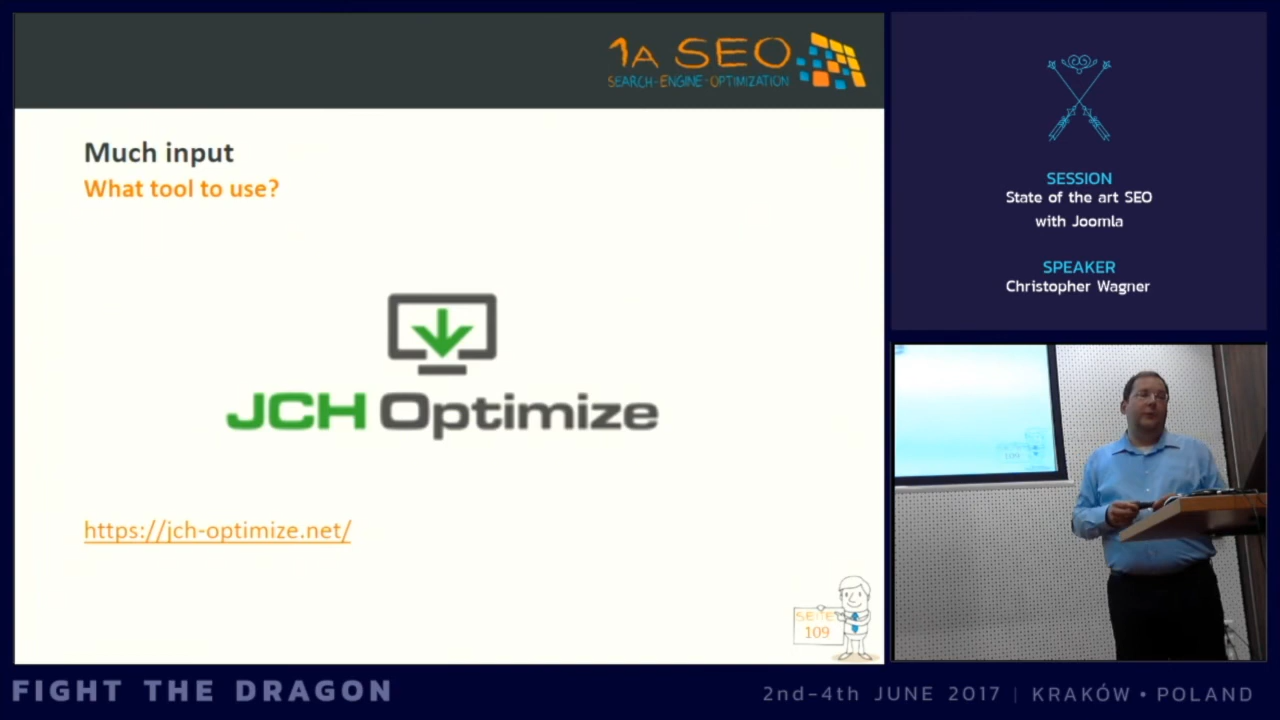 1A SEO
SEARCH-ENGINE-OPTIMIZATION
Much input
What tool to use?
JCH Optimize
https://jch-optimize.net/
SEITE
109
SESSION
State of the art SEO
with Joomla
SPEAKER
Christopher Wagner
109
FIGHT THE DRAGON
2nd-4th JUNE 2017 | KRAKÓW • POLAND